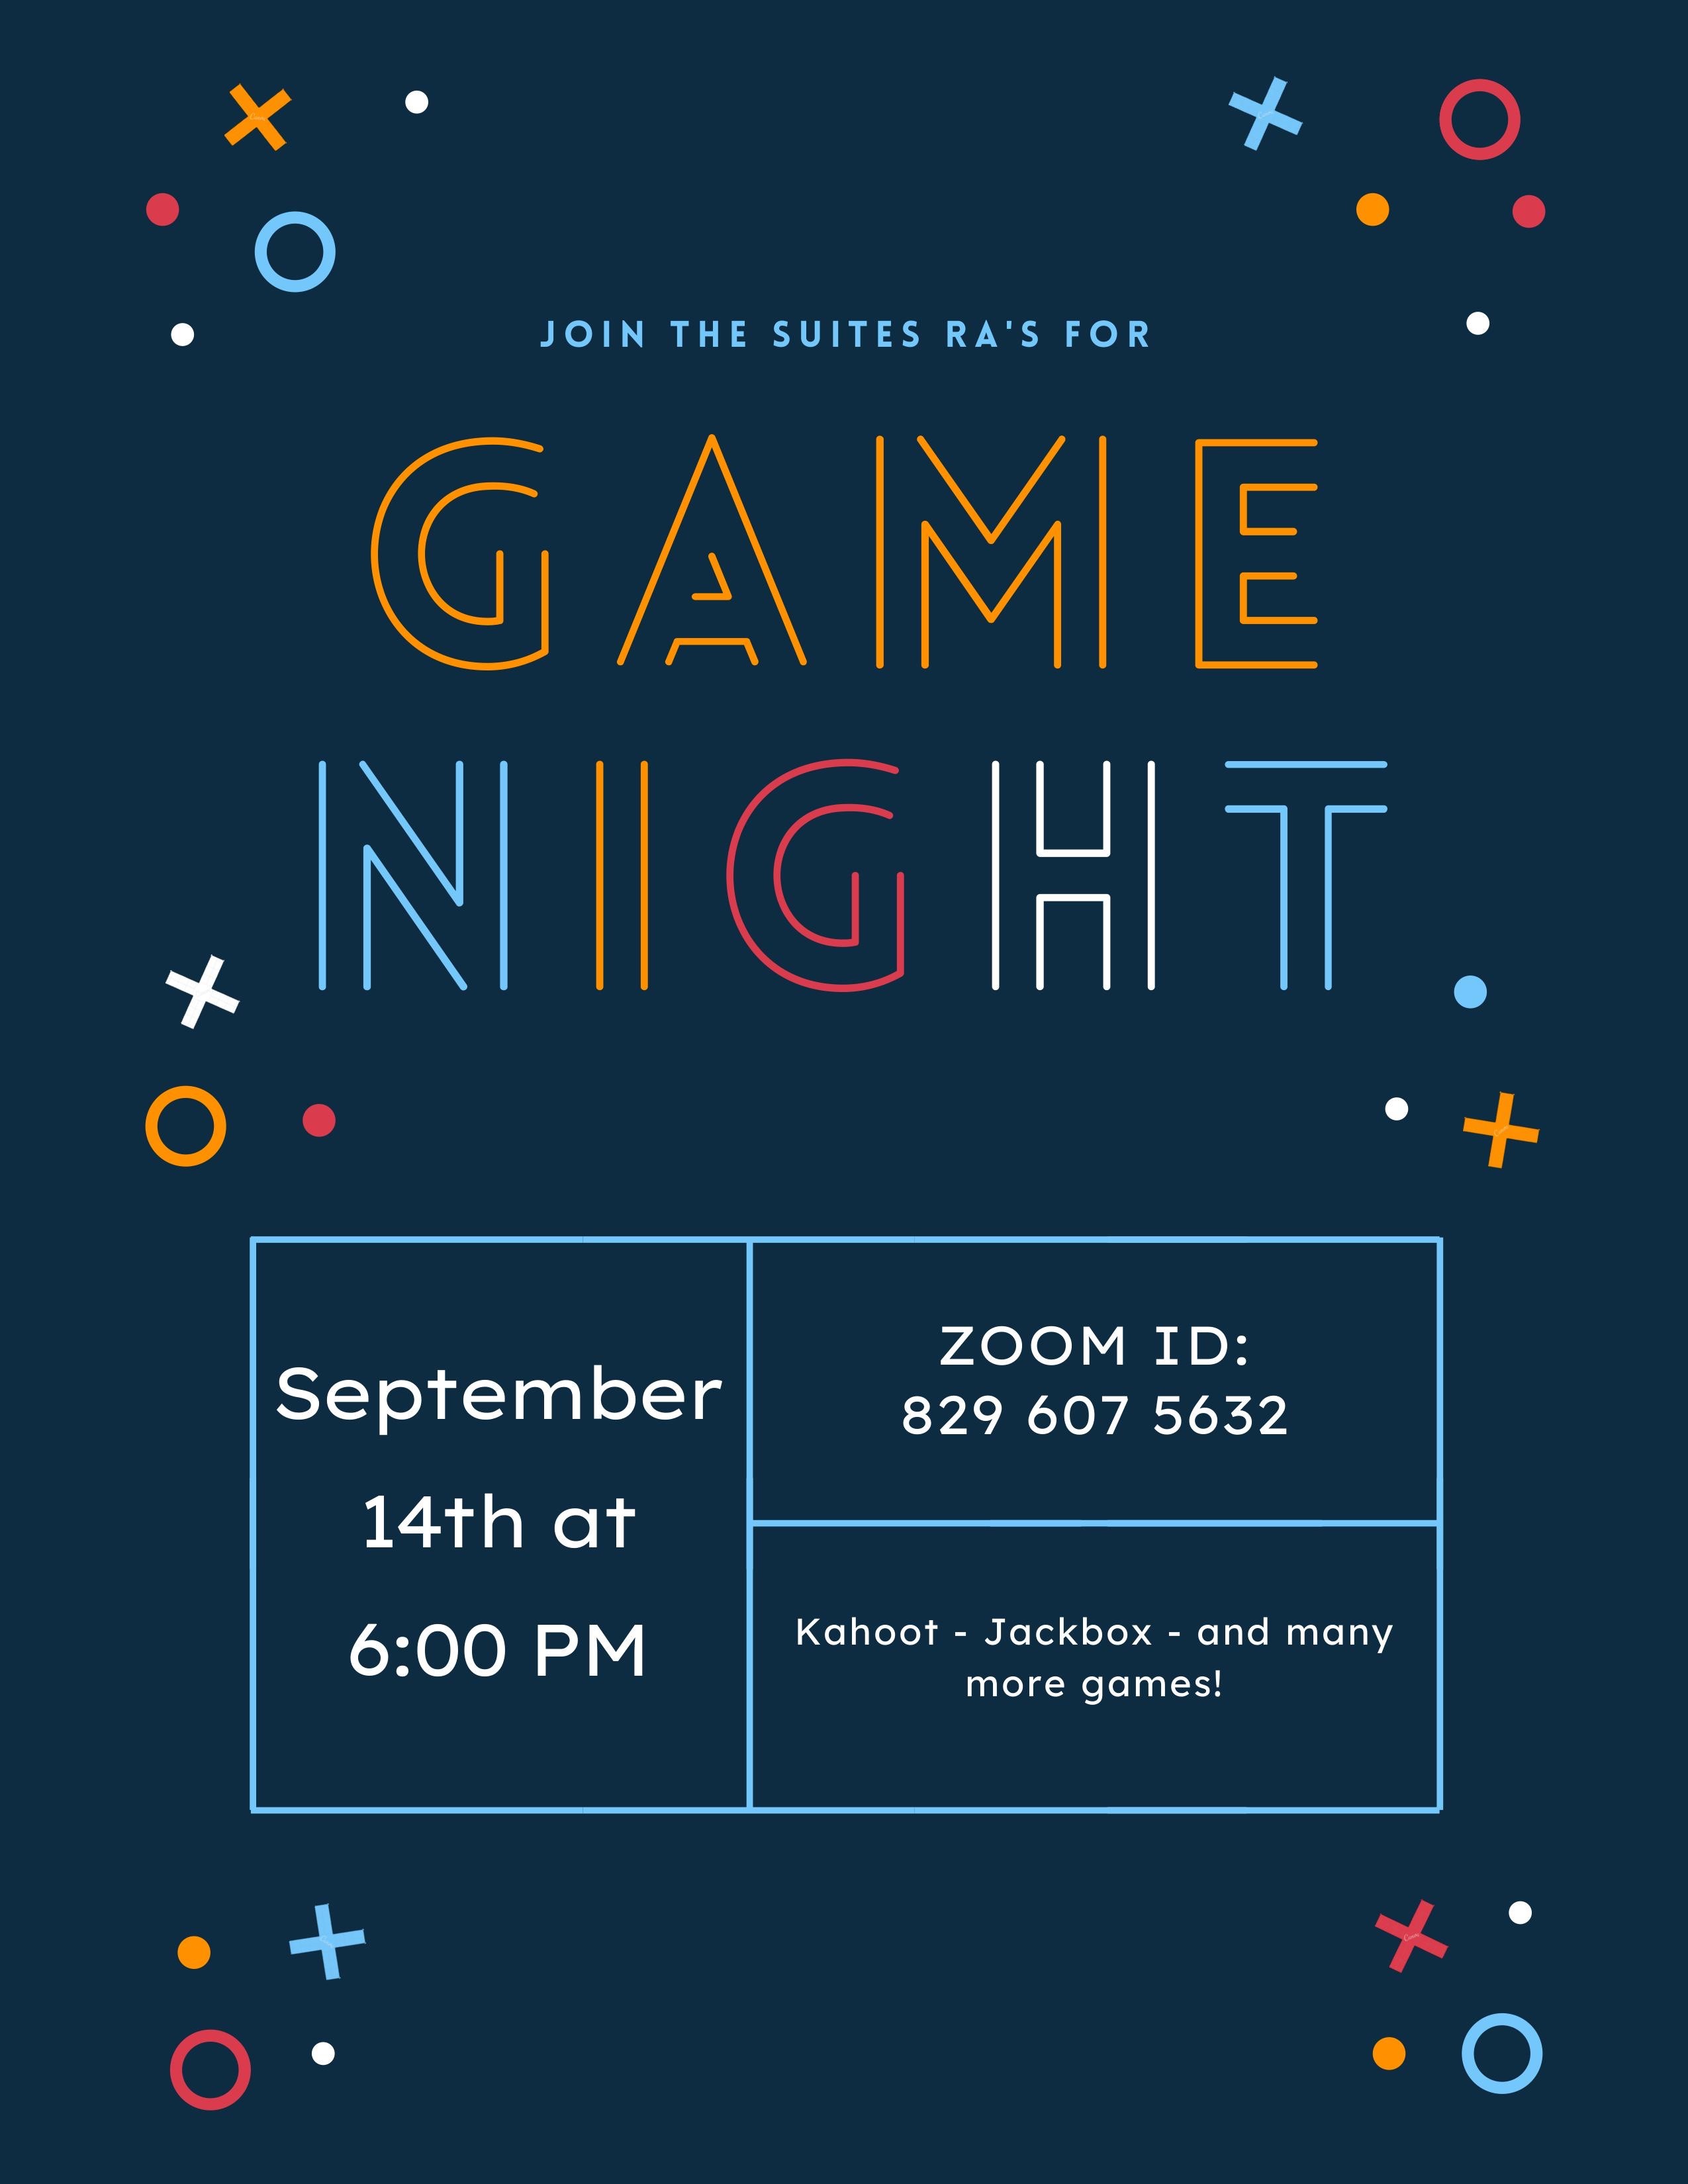 JOIN THE SUITES RA'S FOR
GAME
NIGHT
September
14th at
6:00 PM
ZOOM ID:
829 607 5632
Kahoot - Jackbox - and many
more games!